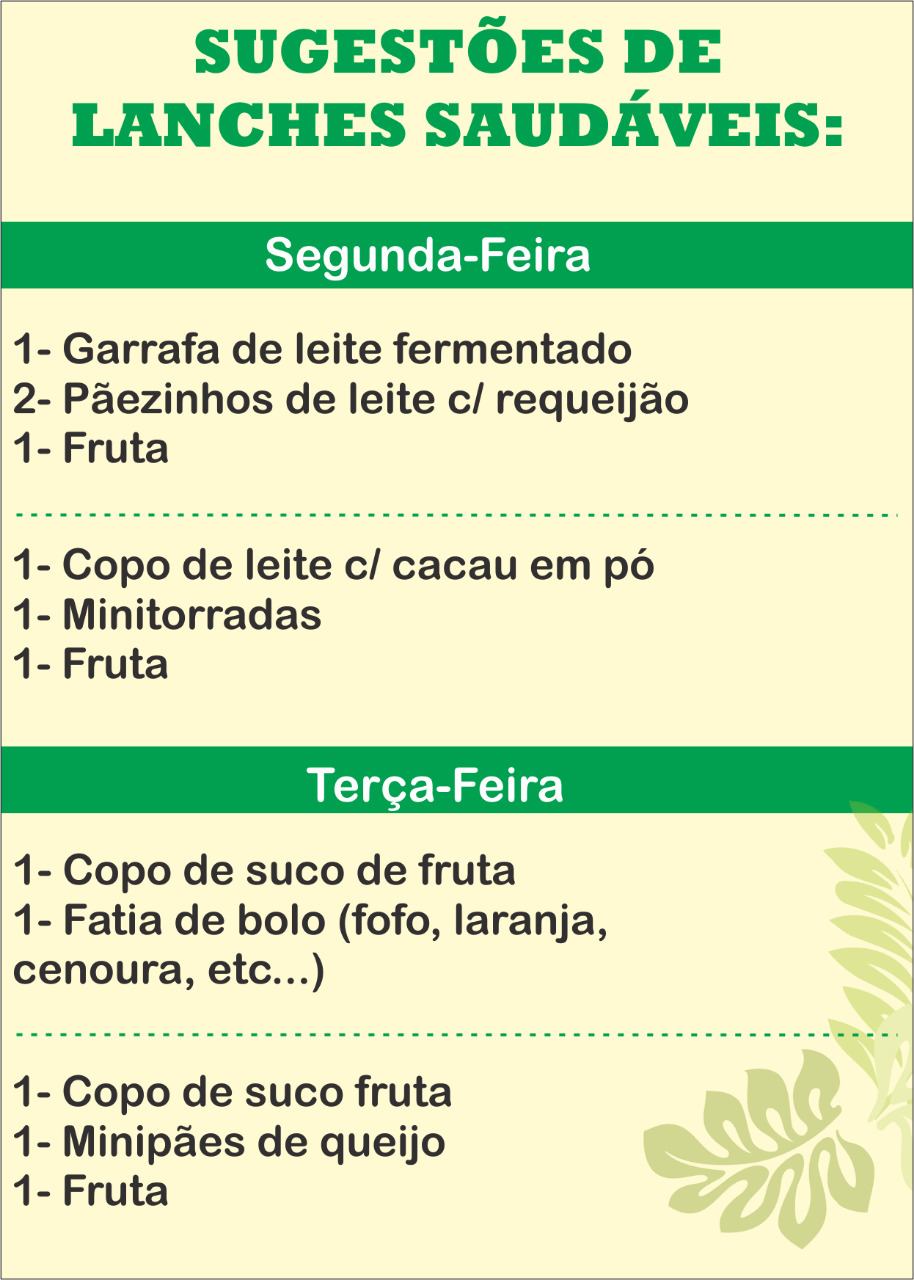 SUGESTÕES DE
LANCHES SAUDÁVEIS:
Segunda-Feira
1- Garrafa de leite fermentado
2- Pãezinhos de leite c/ requeijão
1- Fruta
1- Copo de leite c/ cacau em pó
1- Minitorradas
1- Fruta
Terça-Feira
1- Copo de suco de fruta
1- Fatia de bolo (fofo, laranja,
cenoura, etc...)
1- Copo de suco fruta
1- Minipães de queijo
1- Fruta